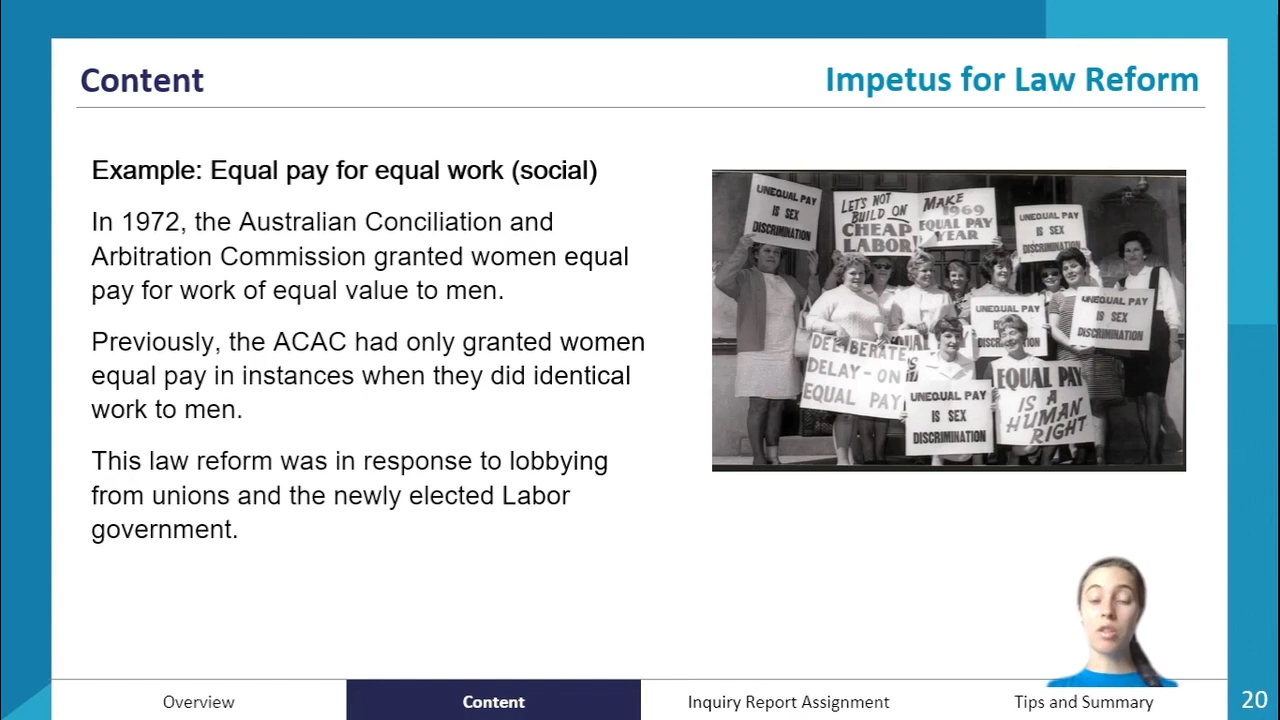 Content
Impetus for Law Reform
Example: Equal pay for equal work (social)
In 1972, the Australian Conciliation and
Arbitration Commission granted women equal
pay for work of equal value to men.
Previously, the ACAC had only granted women
equal pay in instances when they did identical
work to men.
This law reform was in response to lobbying
from unions and the newly elected Labor
government.
UNEQUAL PAY
IS SEX
DISCRIMINATION
LET'S NOT
BUILD ON
CHEAP
LABOR!
MAKE
1969
EQUAL PAY
YEAR
UNEQUAL PAY
IS SEX
DISCRIMINATION
UNEQUAL PAY
DISCRIMINATION
UNEQUAL PAY
IS SEX
DISCRIMINATION
DELIBERATE
DELAY-ON
EQUAL PAY
UNEQUAL PAY
IS SEX
DISCRIMINATION
EQUAL PAY
IS A
HUMAN
RIGHT
Overview
Content
Inquiry Report Assignment
Tips and Summary
20